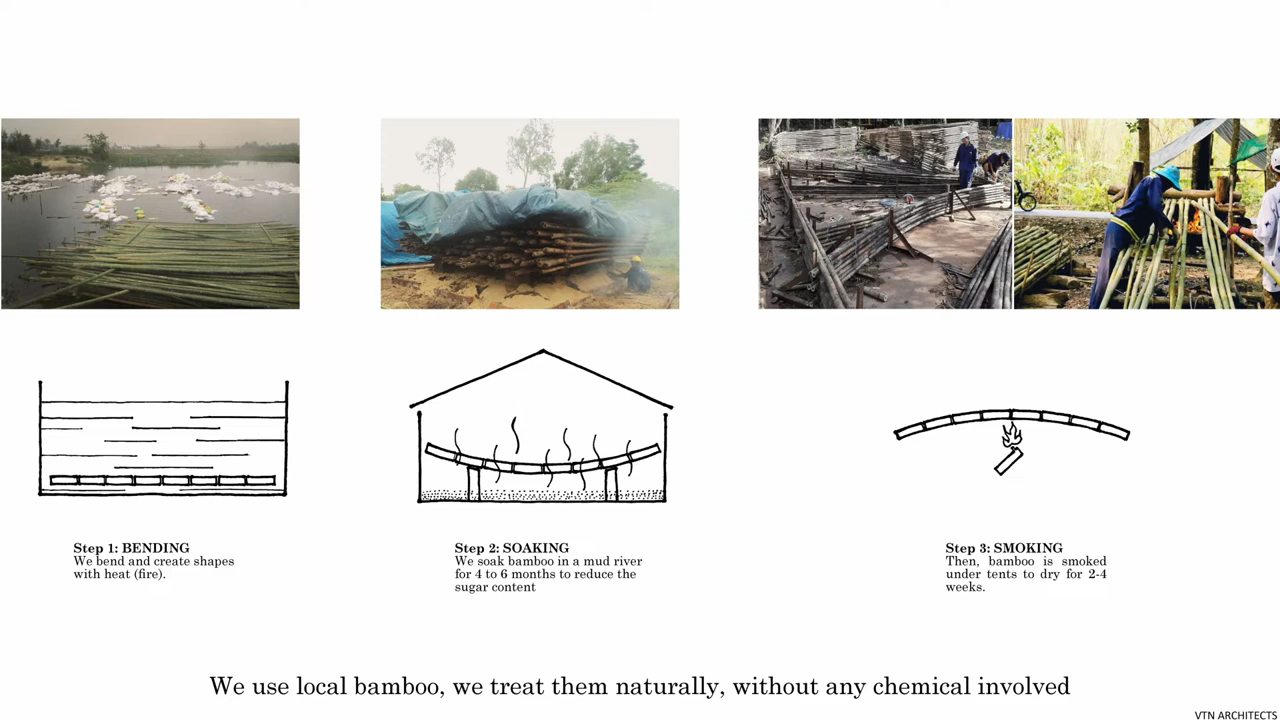 Step 1: BENDING
We bend and create shapes
with heat (fire).
Step 2: SOAKING
We soak bamboo in a mud river
for 4 to 6 months to reduce the
sugar content
Step 3: SMOKING
Then, bamboo is smoked
under tents to dry for 2-4
weeks.
We use local bamboo, we treat them naturally, without any chemical involved
VTN ARCHITECTS